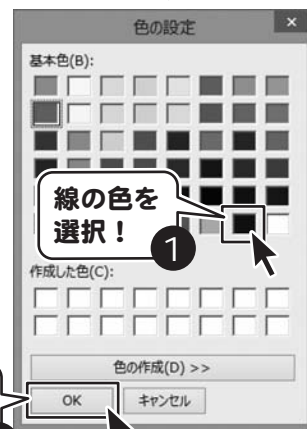 色の設定
×
基本色(B):
線の色を
選択！
1
作成した色(C):
色の作成(D) >>
OK
キャンセル